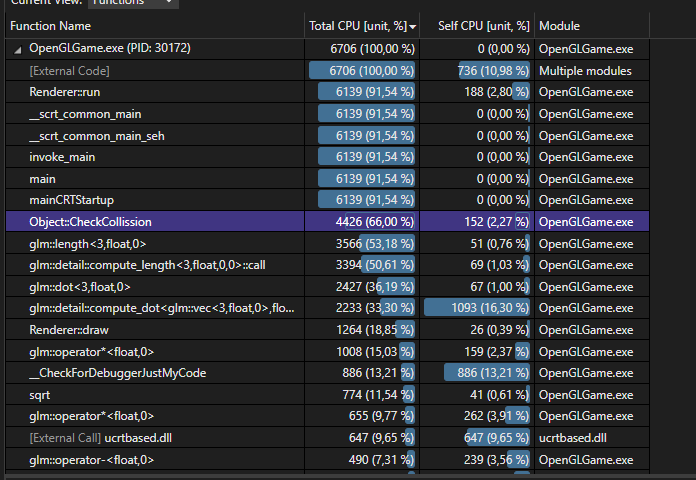 Current View: Functions
Function Name Total CPU [unit, %] Self CPU [unit, %] Module
OpenGLGame.exe (PID: 30172) 6706 (100,00 %) 0 (0,00 %) OpenGLGame.exe
[External Code] 6706 (100,00 %) 736 (10,98 %) Multiple modules
Renderer::run 6139 (91,54 %) 188 (2,80 %) OpenGLGame.exe
__scrt_common_main 6139 (91,54 %) 0 (0,00 %) OpenGLGame.exe
__scrt_common_main_seh 6139 (91,54 %) 0 (0,00 %) OpenGLGame.exe
invoke_main 6139 (91,54 %) 0 (0,00 %) OpenGLGame.exe
main 6139 (91,54 %) 0 (0,00 %) OpenGLGame.exe
mainCRTStartup 6139 (91,54 %) 0 (0,00 %) OpenGLGame.exe
Object::CheckCollission 4426 (66,00 %) 152 (2,27 %) OpenGLGame.exe
glm::length<3,float,0> 3566 (53,18 %) 51 (0,76 %) OpenGLGame.exe
glm::detail::compute_length<3,float,0,0>::call 3394 (50,61 %) 69 (1,03 %) OpenGLGame.exe
glm::dot<3,float,0> 2427 (36,19 %) 67 (1,00 %) OpenGLGame.exe
glm::detail::compute_dot<glm::vec<3,float,0>,flo... 2233 (33,30 %) 1093 (16,30 %) OpenGLGame.exe
Renderer::draw 1264 (18,85 %) 26 (0,39 %) OpenGLGame.exe
glm::operator*<float,0> 1008 (15,03 %) 159 (2,37 %) OpenGLGame.exe
__CheckForDebuggerJustMyCode 886 (13,21 %) 886 (13,21 %) OpenGLGame.exe
sqrt 774 (11,54 %) 41 (0,61 %) OpenGLGame.exe
glm::operator*<float,0> 655 (9,77 %) 262 (3,91 %) OpenGLGame.exe
[External Call] ucrtbased.dll 647 (9,65 %) 647 (9,65 %) ucrtbased.dll
glm::operator-<float,0> 490 (7,31 %) 239 (3,56 %) OpenGLGame.exe